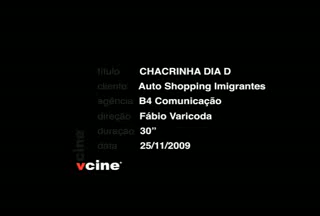 título CHACRINHA DIA D
cliente Auto Shopping Imigrantes
agência B4 Comunicação
direção Fábio Varicoda
duração 30”
data 25/11/2009
vcine
vcine